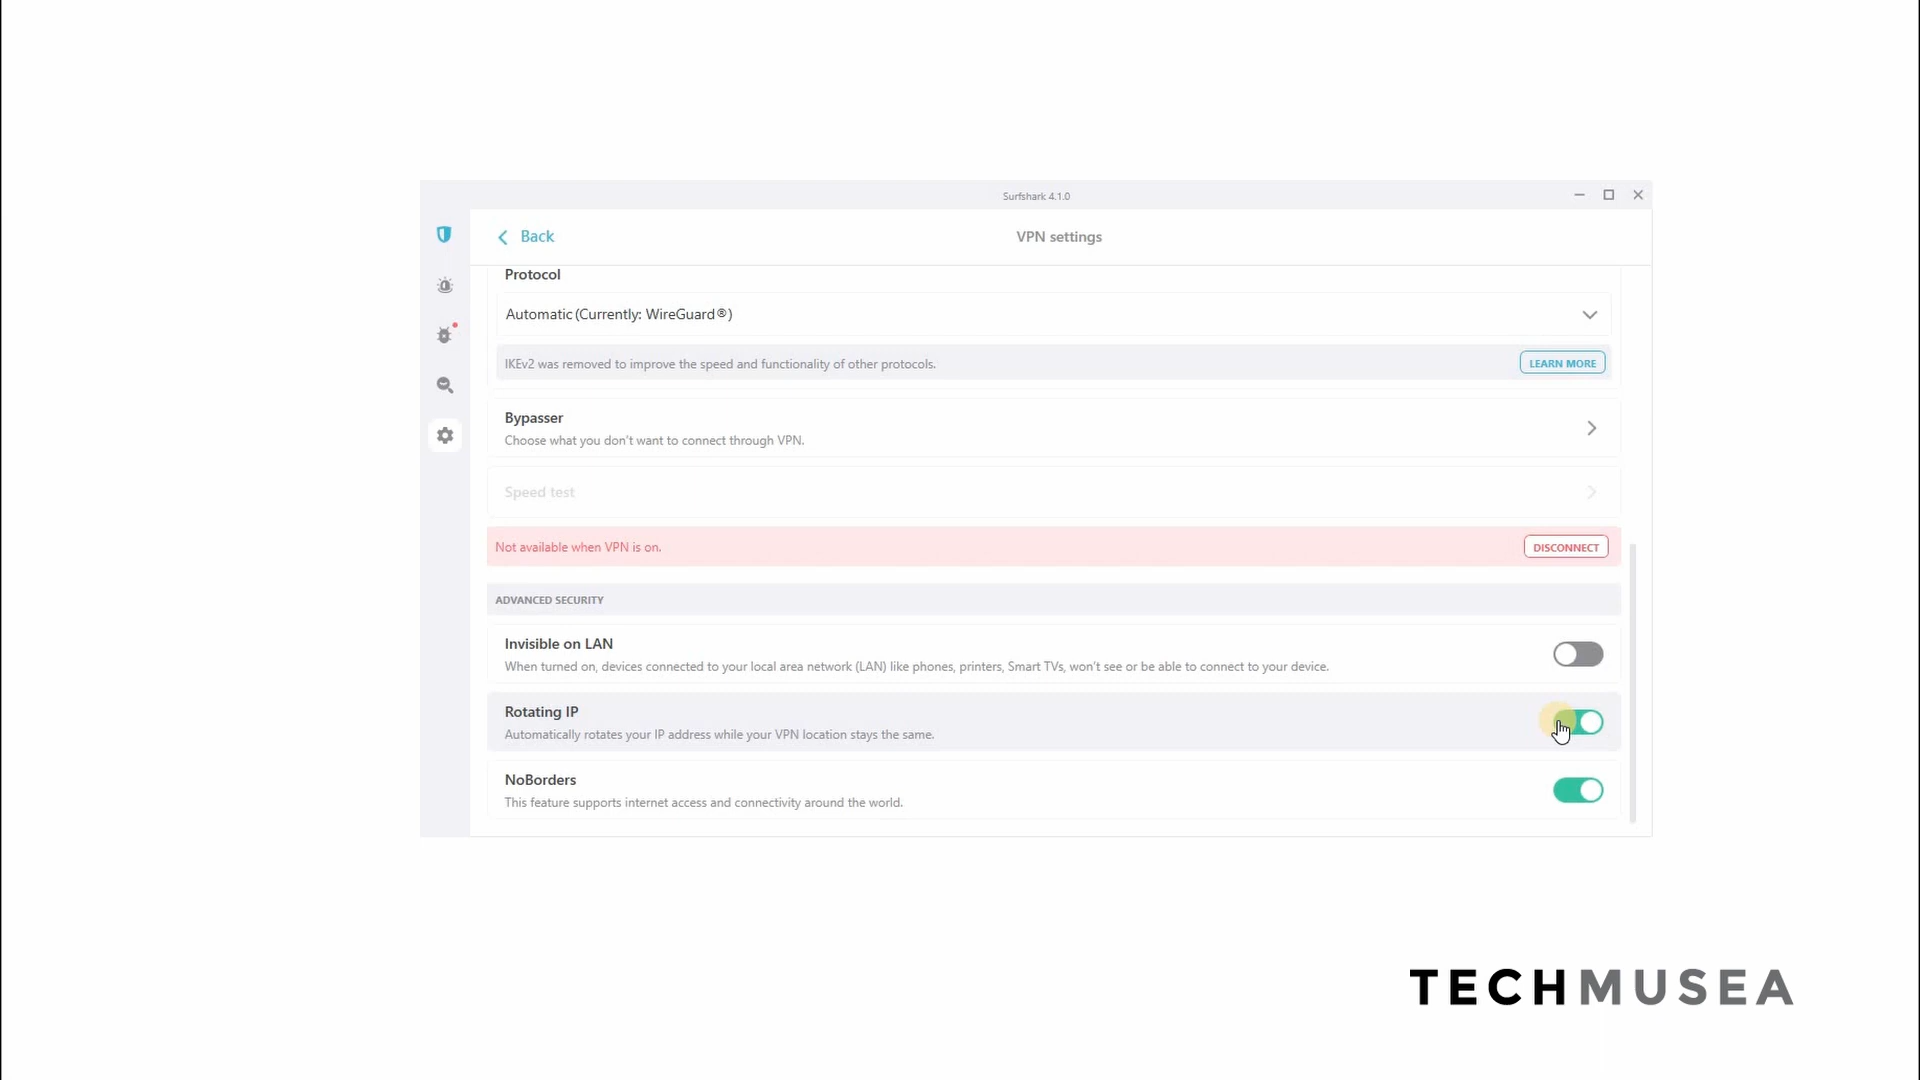 Surfshark 4.1.0
Back
VPN settings
Protocol
Automatic (Currently: WireGuard®)
IKEv2 was removed to improve the speed and functionality of other protocols.
LEARN MORE
Bypasser
Choose what you don't want to connect through VPN.
Speed test
Not available when VPN is on.
DISCONNECT
ADVANCED SECURITY
Invisible on LAN
When turned on, devices connected to your local area network (LAN) like phones, printers, Smart TVs, won't see or be able to connect to your device.
Rotating IP
Automatically rotates your IP address while your VPN location stays the same.
NoBorders
This feature supports internet access and connectivity around the world.
TECHMUSEA